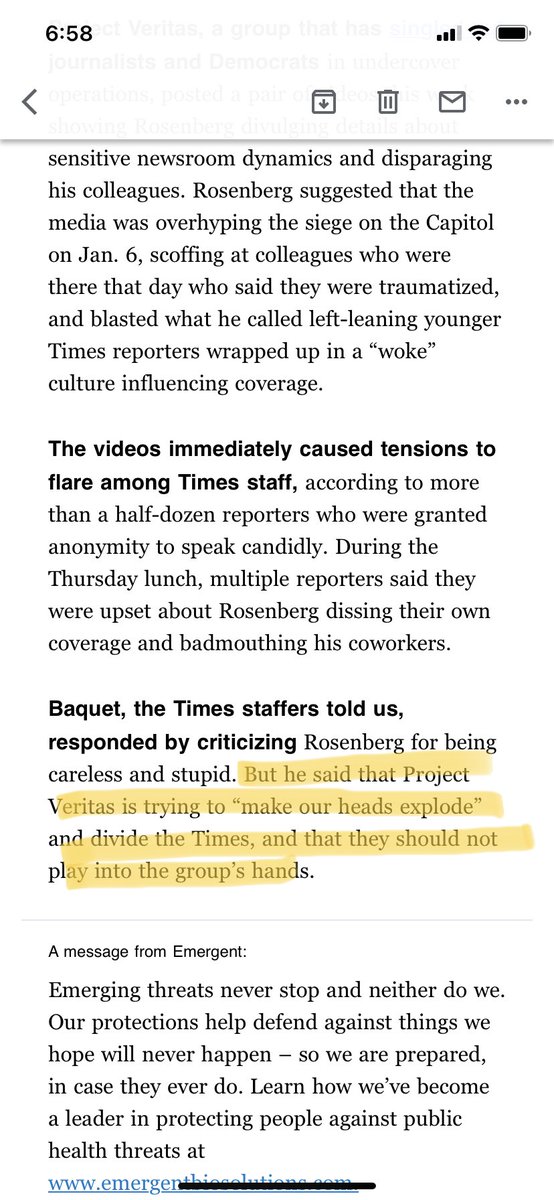 6:58
Project Veritas, a group that has singl
journalists and Democrats in undercover
operations, posted a pair of videos this week
showing Rosenberg divulging details about
sensitive newsroom dynamics and disparaging
his colleagues. Rosenberg suggested that the
media was overhyping the siege on the Capitol
on Jan. 6, scoffing at colleagues who were
there that day who said they were traumatized,
and blasted what he called left-leaning younger
Times reporters wrapped up in a “woke”
culture influencing coverage.
The videos immediately caused tensions to
flare among Times staff, according to more
than a half-dozen reporters who were granted
anonymity to speak candidly. During the
Thursday lunch, multiple reporters said they
were upset about Rosenberg dissing their own
coverage and badmouthing his coworkers.
Baquet, the Times staffers told us,
responded by criticizing Rosenberg for being
careless and stupid. But he said that Project
Veritas is trying to “make our heads explode”
and divide the Times, and that they should not
play into the group’s hands.
A message from Emergent:
Emerging threats never stop and neither do we.
Our protections help defend against things we
hope will never happen – so we are prepared,
in case they ever do. Learn how we’ve become
a leader in protecting people against public
health threats at
www.emergentbiosolutions.com.